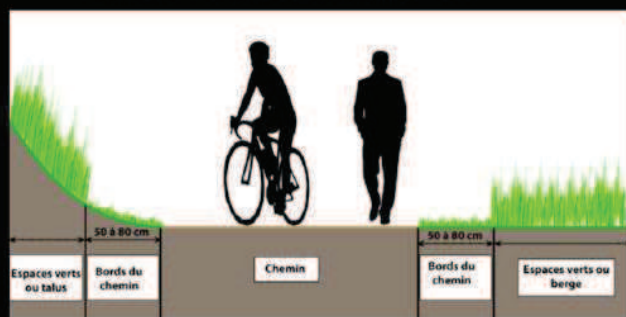 50 à 80 cm
50 à 80 cm
Espaces verts
ou talus
Bords du
chemin
Chemin
Bords du
chemin
Espaces verts ou
berge